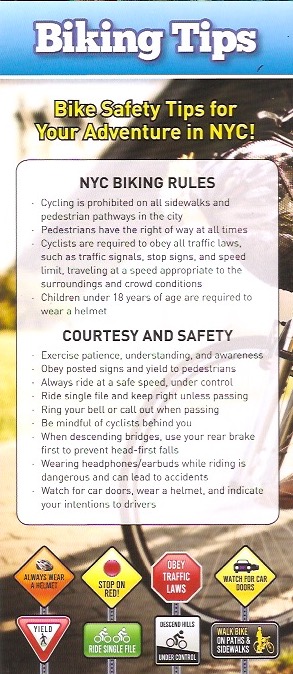 Biking Tips
Bike Safety Tips for
Your Adventure in NYC!
NYC BIKING RULES
· Cycling is prohibited on all sidewalks and
pedestrian pathways in the city
· Pedestrians have the right of way at all times
· Cyclists are required to obey all traffic laws,
such as traffic signals, stop signs, and speed
limit, traveling at a speed appropriate to the
surroundings and crowd conditions
· Children under 18 years of age are required to
wear a helmet
COURTESY AND SAFETY
· Exercise patience, understanding, and awareness
· Obey posted signs and yield to pedestrians
· Always ride at a safe speed, under control
· Ride single file and keep right unless passing
· Ring your bell or call out when passing
· Be mindful of cyclists behind you
· When descending bridges, use your rear brake
first to prevent head-first falls
· Wearing headphones/earbuds while riding is
dangerous and can lead to accidents
· Watch for car doors, wear a helmet, and indicate
your intentions to drivers
ALWAYS WEAR
A HELMET
STOP ON
RED!
OBEY
TRAFFIC
LAWS
WATCH FOR CAR
DOORS
YIELD
RIDE SINGLE FILE
DESCEND HILLS
UNDER CONTROL
WALK BIKE
ON PATHS &
SIDEWALKS